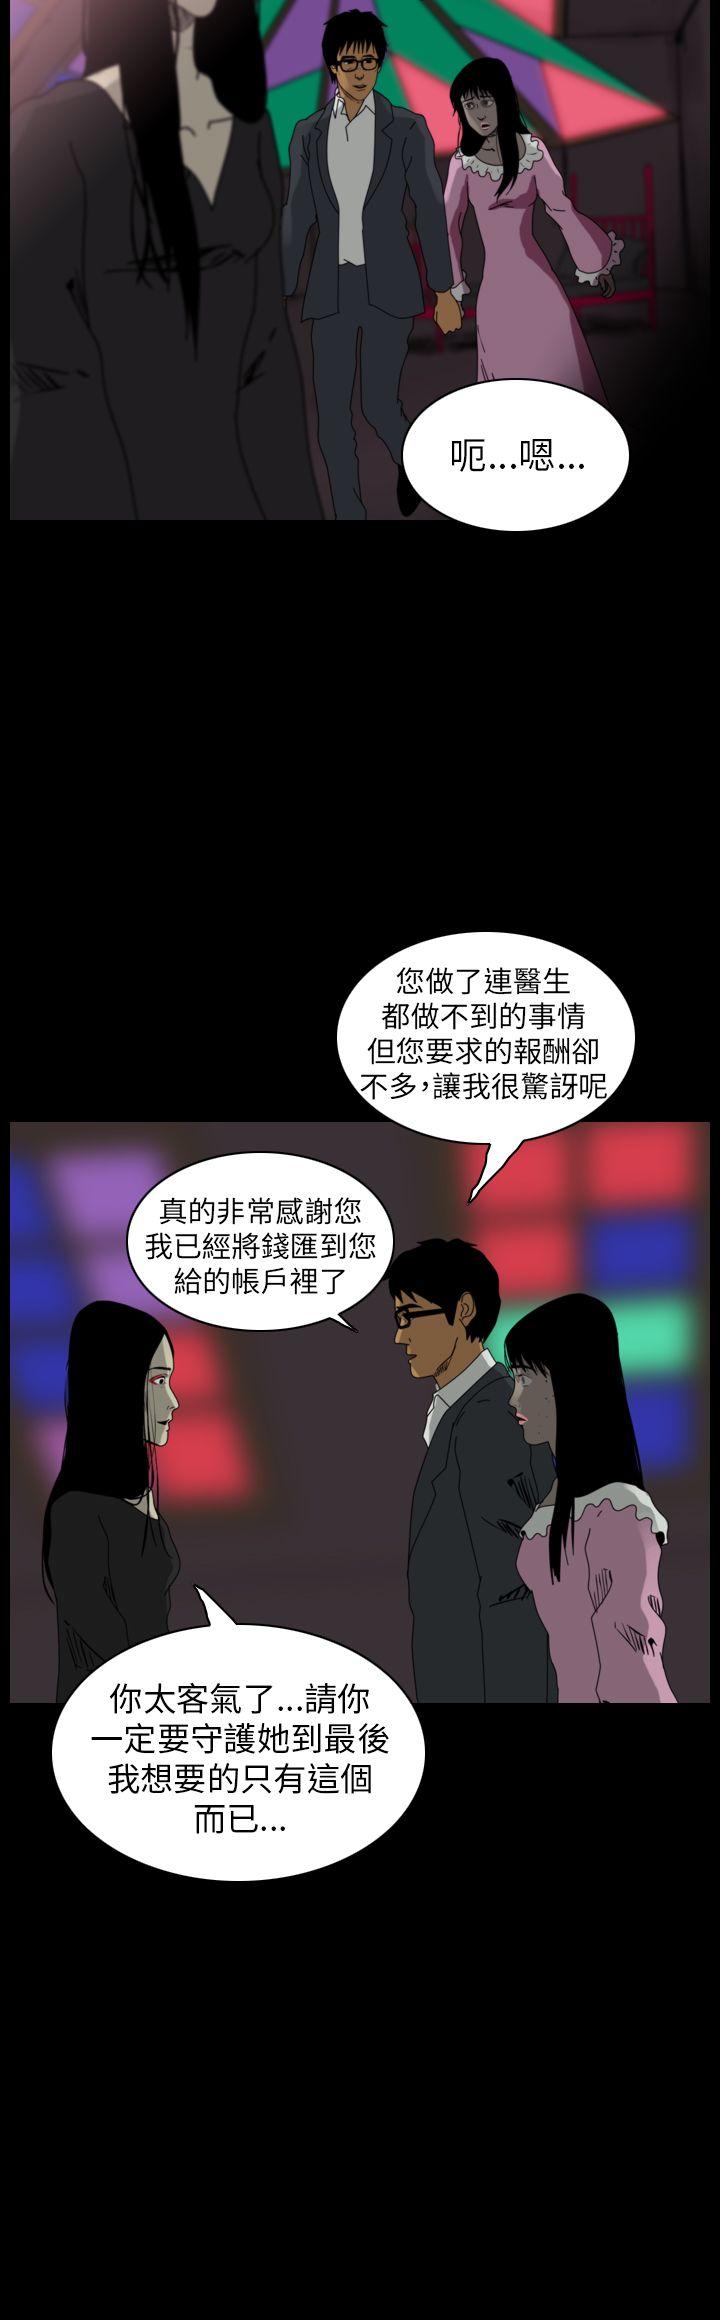 呃...嗯...
您做了連醫生
都做不到的事情
但您要求的報酬卻
不多，讓我很驚訝呢
真的非常感謝您
我已經將錢匯到您
給的帳戶裡了
你太客氣了...請你
一定要守護她到最後
我想要的只有這個
而已...